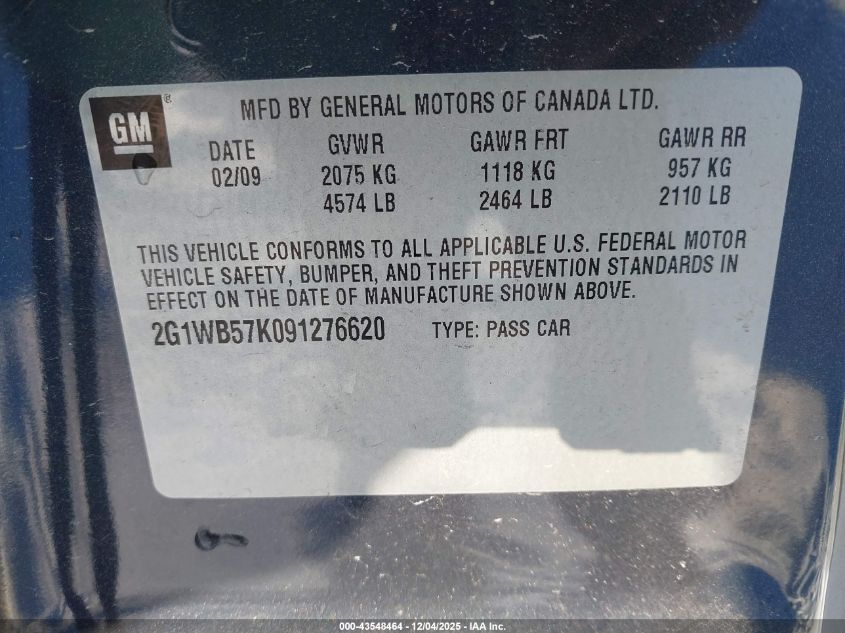 GM ®
MFD BY GENERAL MOTORS OF CANADA LTD.
DATE GVWR GAWR FRT GAWR RR
02/09 2075 KG 1118 KG 957 KG
4574 LB 2464 LB 2110 LB
THIS VEHICLE CONFORMS TO ALL APPLICABLE U.S. FEDERAL MOTOR
VEHICLE SAFETY, BUMPER, AND THEFT PREVENTION STANDARDS IN
EFFECT ON THE DATE OF MANUFACTURE SHOWN ABOVE.
2G1WB57K091276620 TYPE: PASS CAR
000-43548464 - 12/04/2025 - IAA Inc.